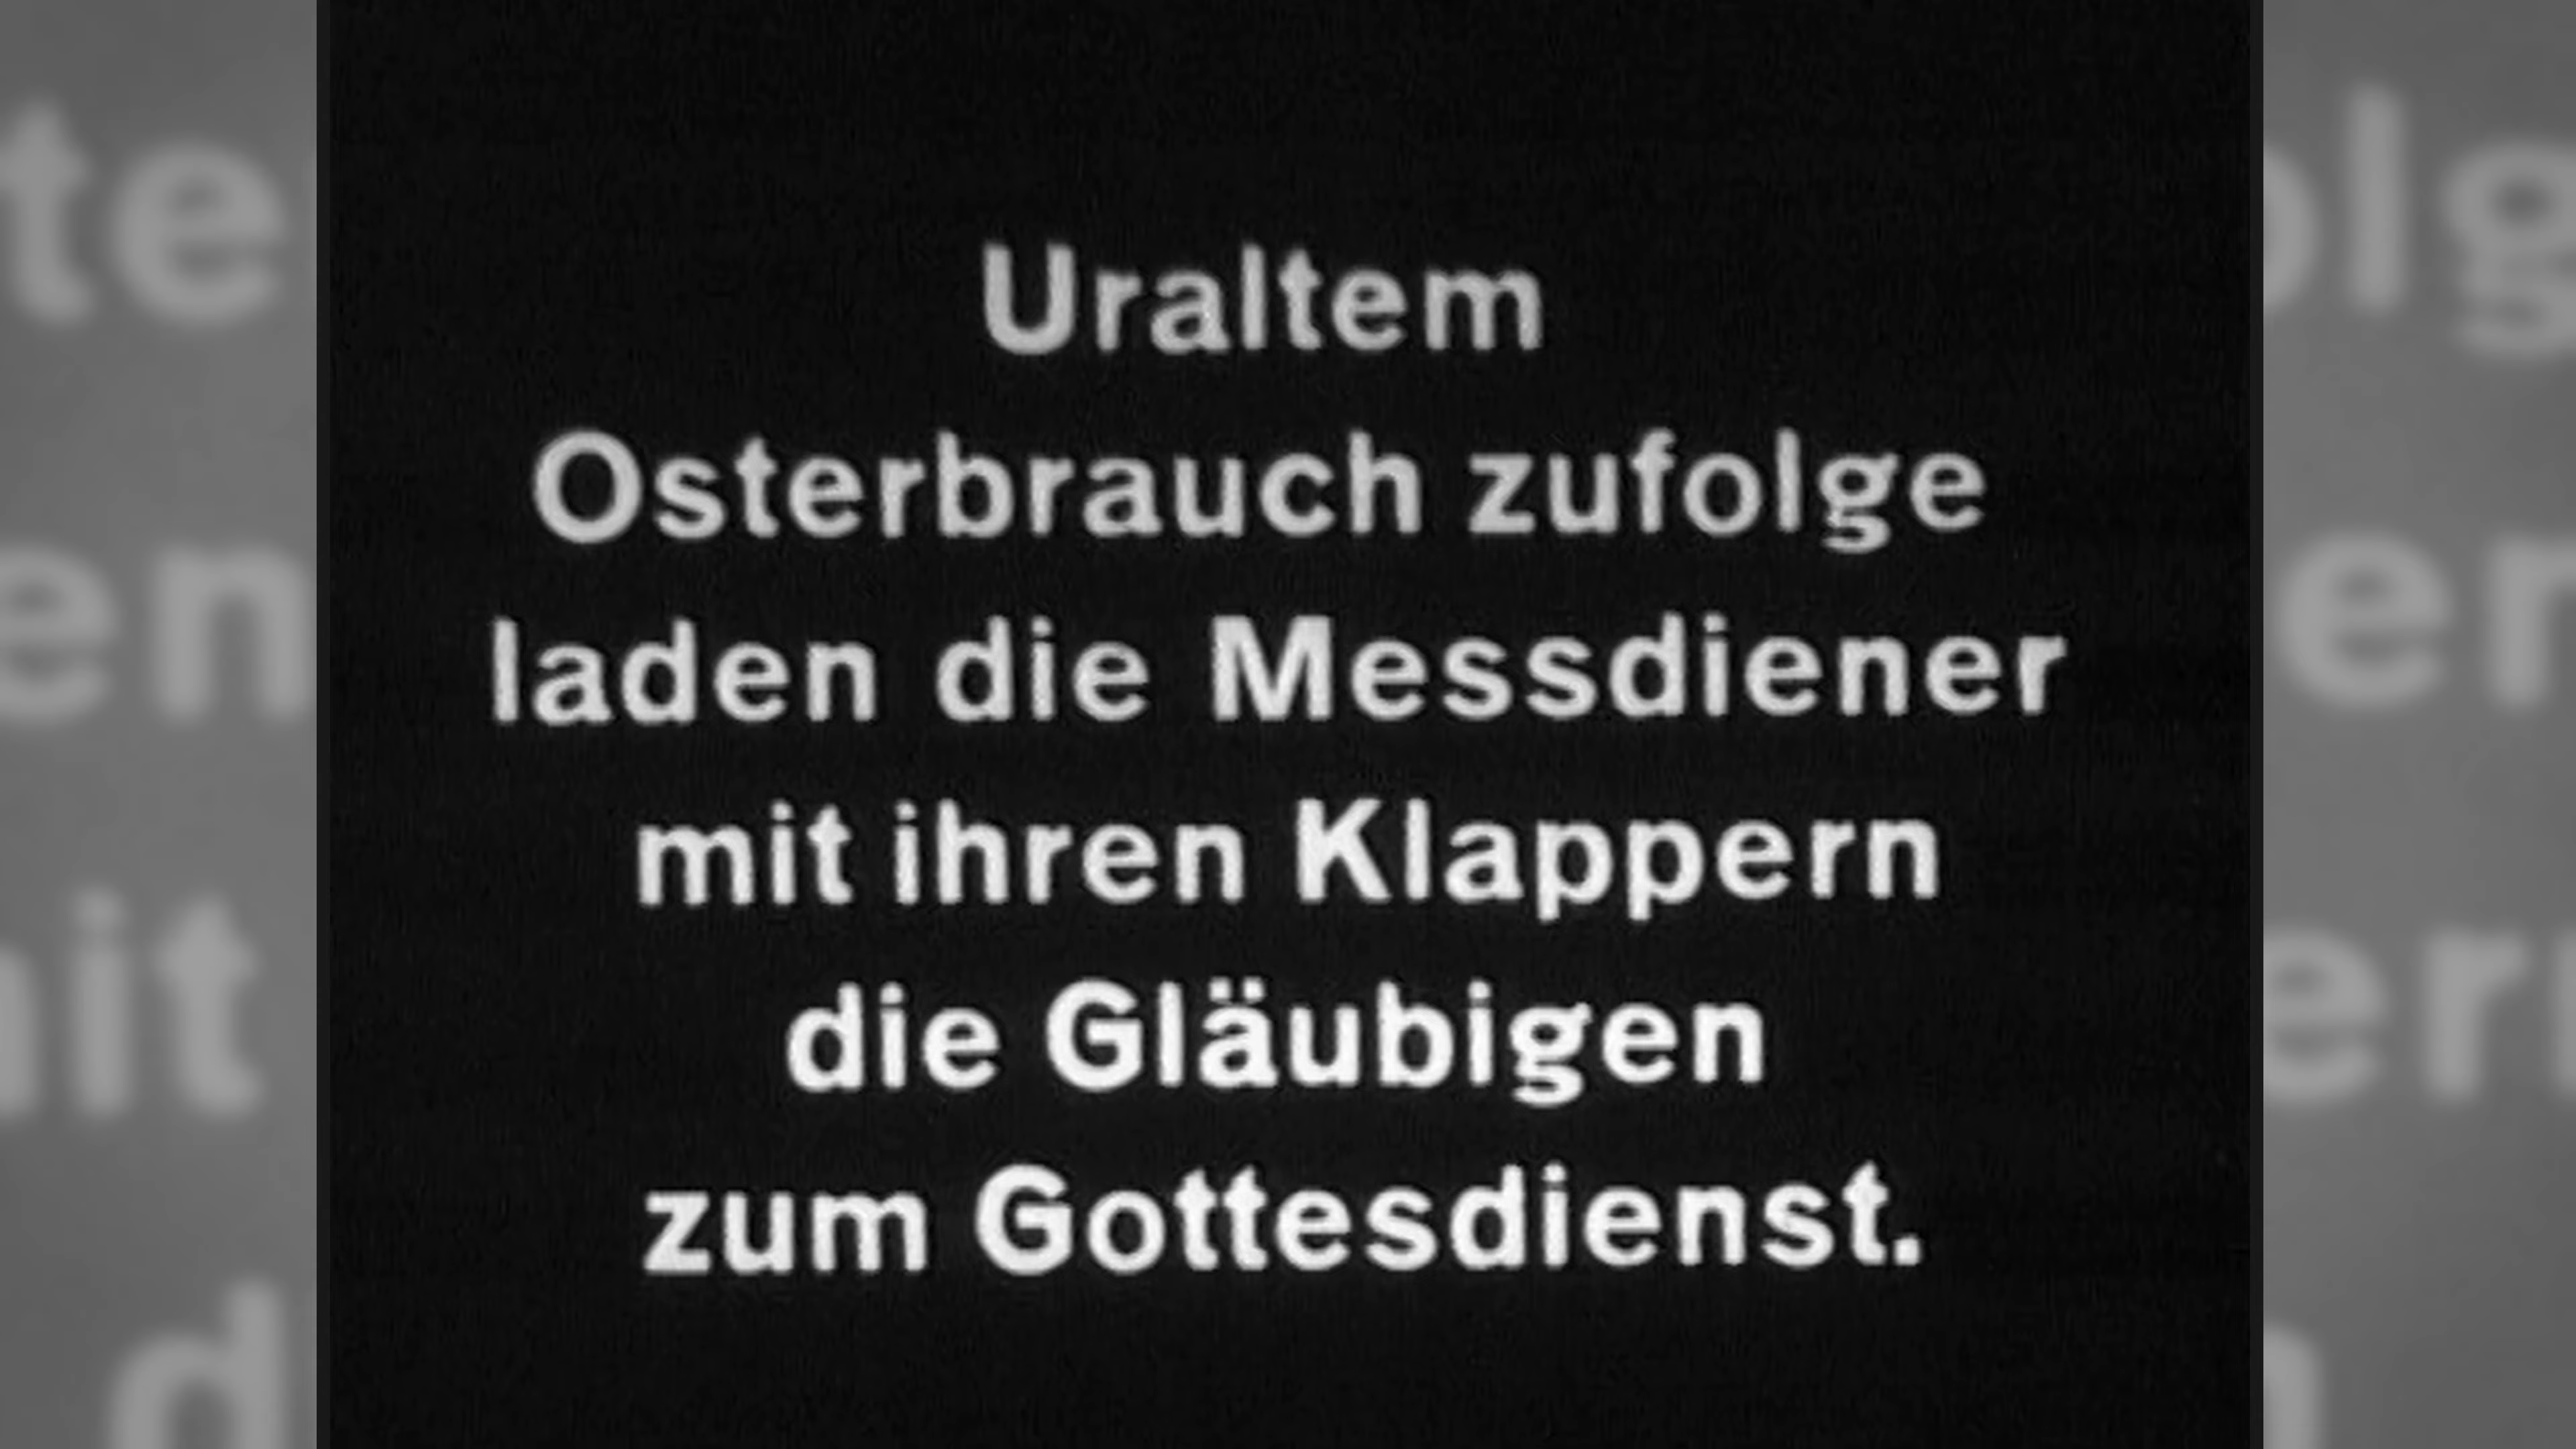 Uraltem
Osterbrauch zufolge
laden die Messdiener
mit ihren Klappern
die Gläubigen
zum Gottesdienst.